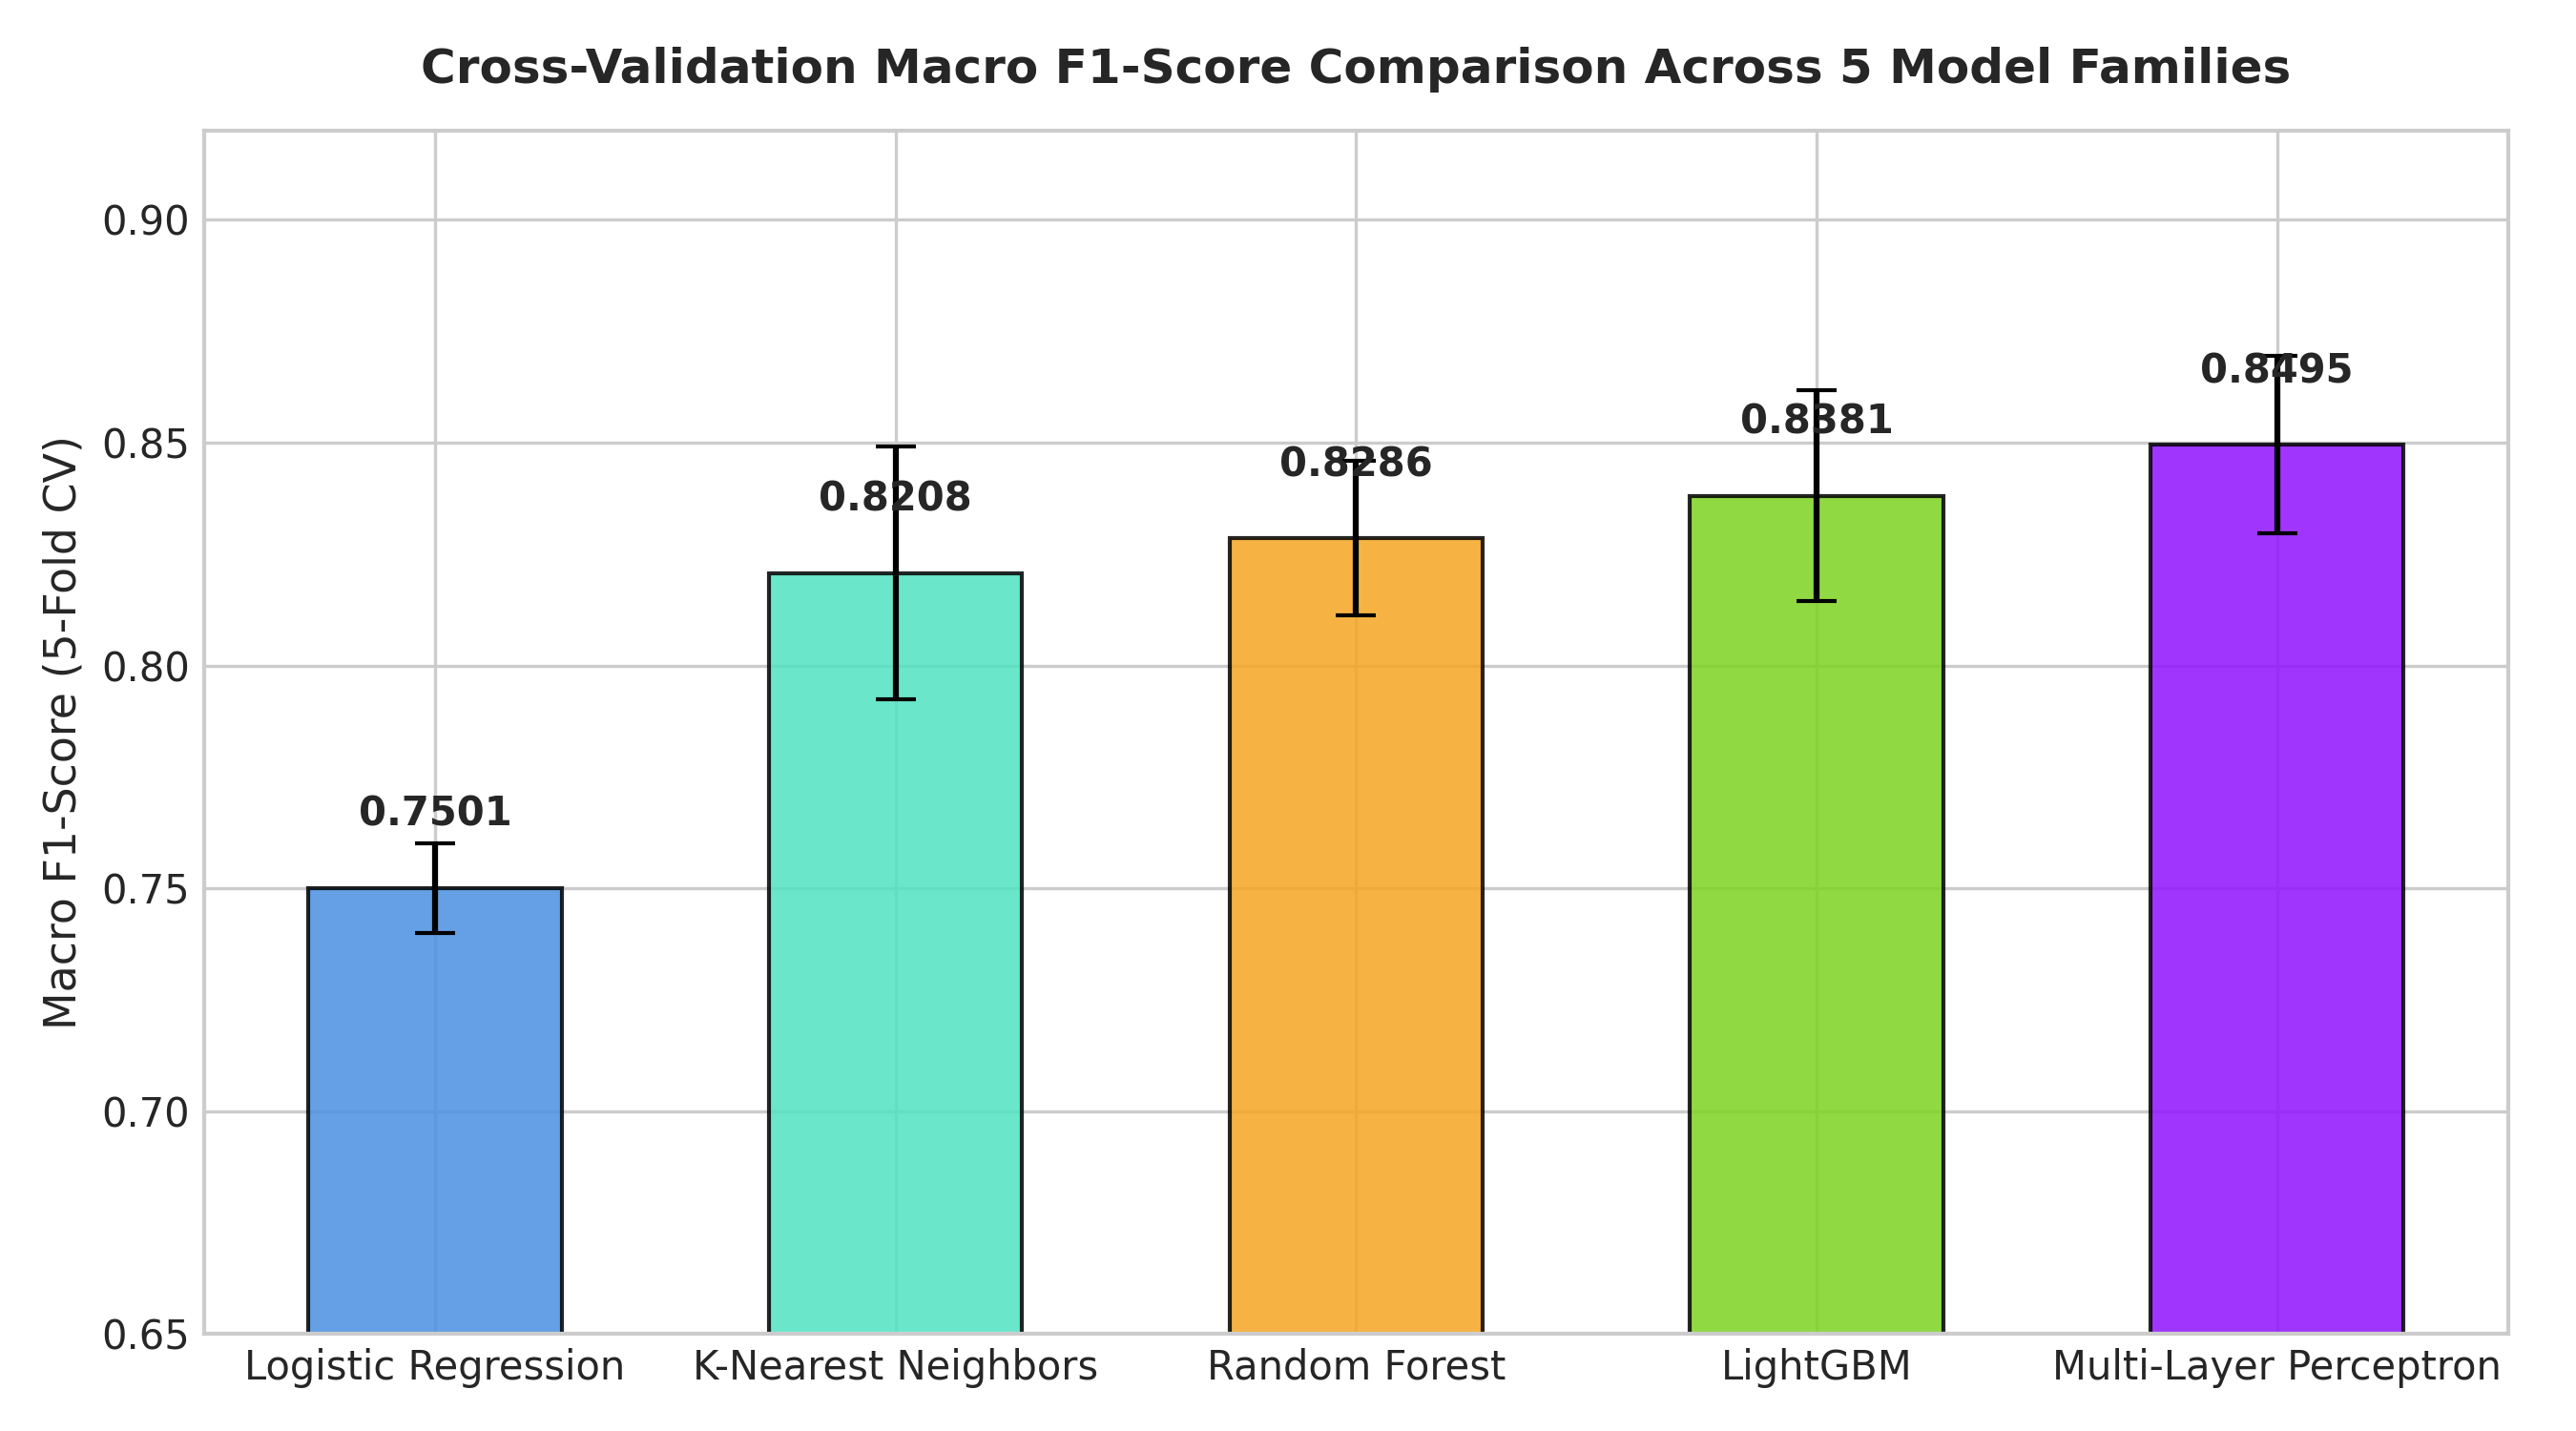 Cross-Validation Macro F1-Score Comparison Across 5 Model Families
Macro F1-Score (5-Fold CV)
0.90
0.85
0.80
0.75
0.70
0.65
0.7501
0.8208
0.8286
0.8381
0.8495
Logistic Regression
K-Nearest Neighbors
Random Forest
LightGBM
Multi-Layer Perceptron